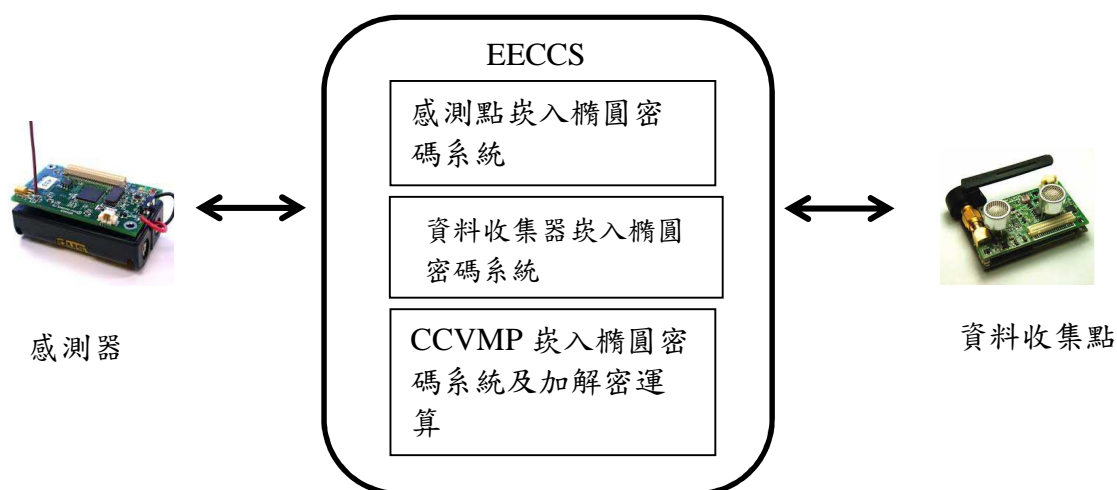 EECCS
感測點崁入橢圓密
碼系統
資料收集器崁入橢圓
密碼系統
CCVMP 崁入橢圓密
碼系統及加解密運
算
感測器
資料收集點